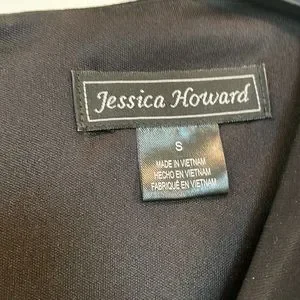 Jessica Howard
S
MADE IN VIETNAM
HECHO EN VIETNAM
FABRIQUÉ EN VIETNAM